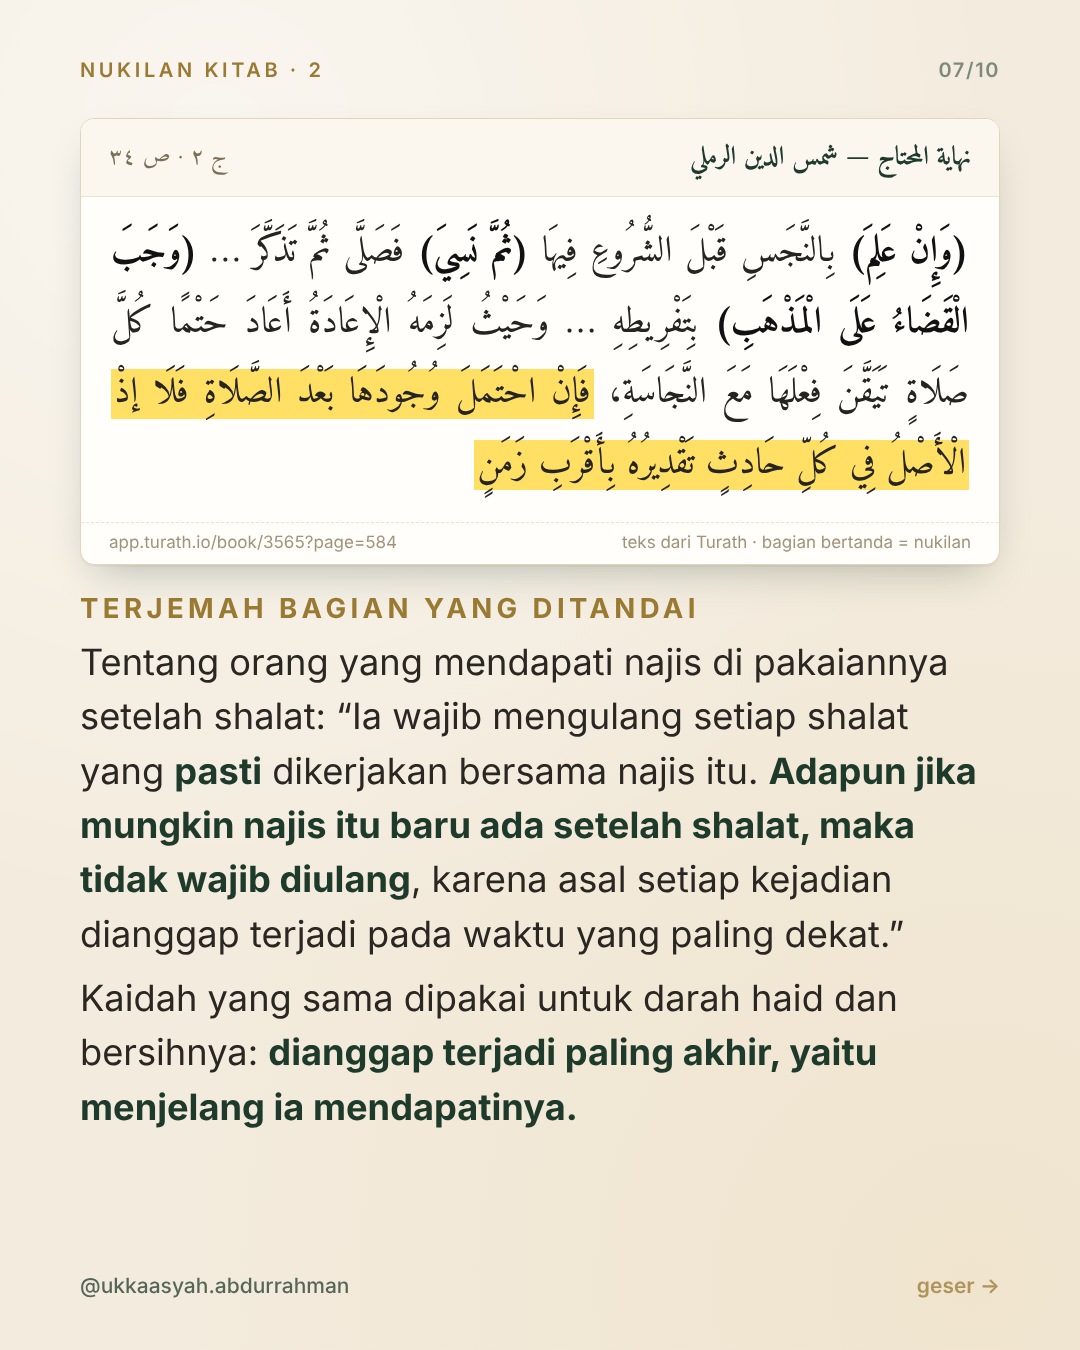 NUKILAN KITAB · 2
07/10
نهاية المحتاج — شمس الدين الرملي
ج ٢ · ص ٣٤
(وَإِنْ عَلِمَ) بِالنَّجَسِ قَبْلَ الشُّرُوعِ فِيهَا (ثُمَّ نَسِيَ) فَصَلَّى ثُمَّ تَذَكَّرَ ... (وَجَبَ
الْقَضَاءُ عَلَى الْمَذْهَبِ) بِتَفْرِيطِهِ ... وَحَيْثُ لَزِمَهُ الْإِعَادَةُ أَعَادَ حَتْمًا كُلَّ
صَلَاةٍ تَيَقَّنَ فِعْلَهَا مَعَ النَّجَاسَةِ، فَإِنْ احْتَمَلَ وُجُودَهَا بَعْدَ الصَّلَاةِ فَلَا إذْ
الْأَصْلُ فِي كُلِّ حَادِثٍ تَقْدِيرُهُ بِأَقْرَبِ زَمَنٍ
app.turath.io/book/3565?page=584
teks dari Turath · bagian bertanda = nukilan
TERJEMAH BAGIAN YANG DITANDAI
Tentang orang yang mendapati najis di pakaiannya
setelah shalat: “Ia wajib mengulang setiap shalat
yang pasti dikerjakan bersama najis itu. Adapun jika
mungkin najis itu baru ada setelah shalat, maka
tidak wajib diulang, karena asal setiap kejadian
dianggap terjadi pada waktu yang paling dekat.”
Kaidah yang sama dipakai untuk darah haid dan
bersihnya: dianggap terjadi paling akhir, yaitu
menjelang ia mendapatinya.
@ukkaasyah.abdurrahman
geser →